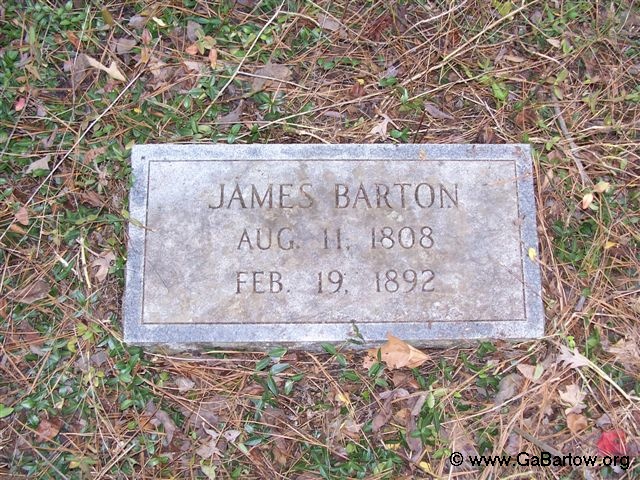 JAMES BARTON
AUG. 11, 1808
FEB. 19, 1892
© www.GaBartow.org